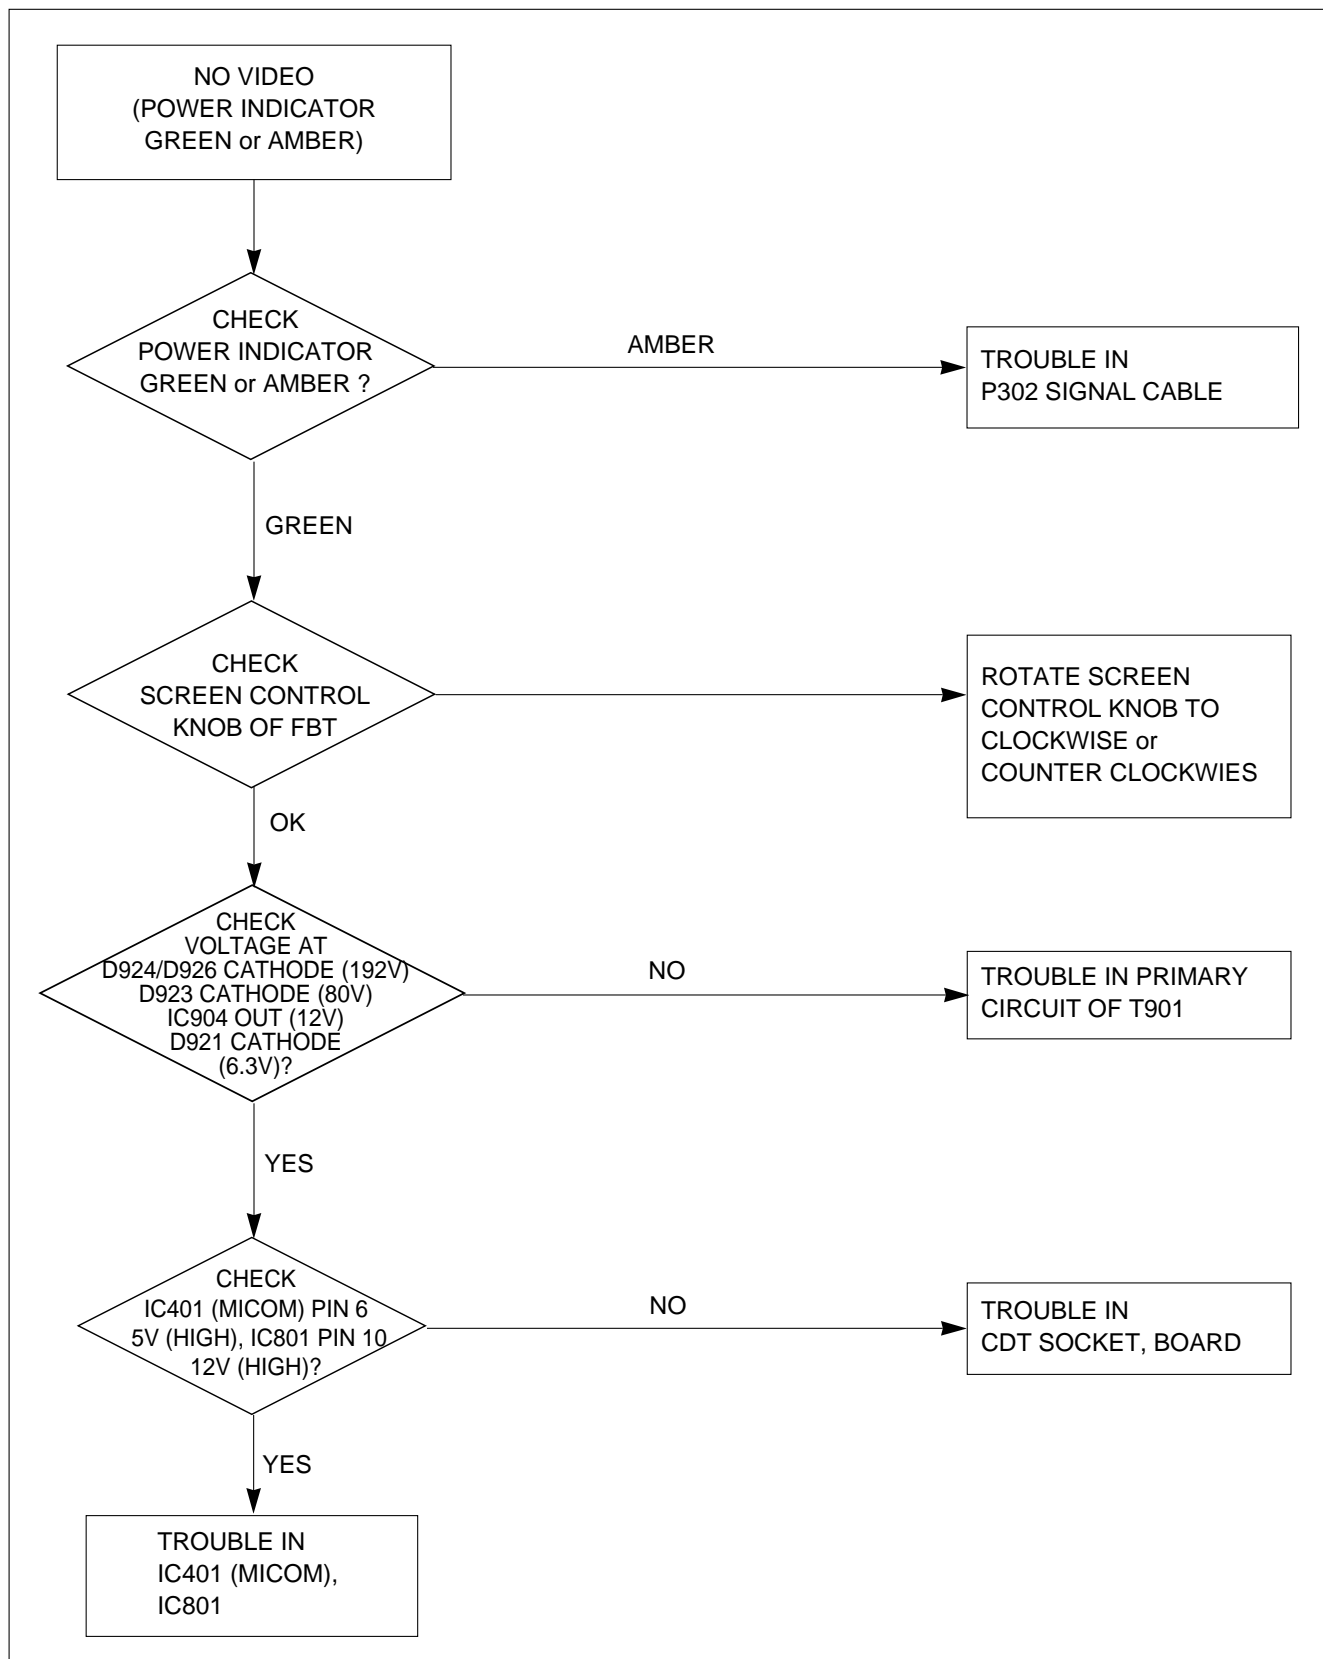 NO VIDEO
(POWER INDICATOR
GREEN or AMBER)
CHECK
POWER INDICATOR
GREEN or AMBER ?
AMBER
TROUBLE IN
P302 SIGNAL CABLE
GREEN
CHECK
SCREEN CONTROL
KNOB OF FBT
ROTATE SCREEN
CONTROL KNOB TO
CLOCKWISE or
COUNTER CLOCKWIES
OK
CHECK
VOLTAGE AT
D924/D926 CATHODE (192V)
D923 CATHODE (80V)
IC904 OUT (12V)
D921 CATHODE
(6.3V)?
NO
TROUBLE IN PRIMARY
CIRCUIT OF T901
YES
CHECK
IC401 (MICOM) PIN 6
5V (HIGH), IC801 PIN 10
12V (HIGH)?
NO
TROUBLE IN
CDT SOCKET, BOARD
YES
TROUBLE IN
IC401 (MICOM),
IC801